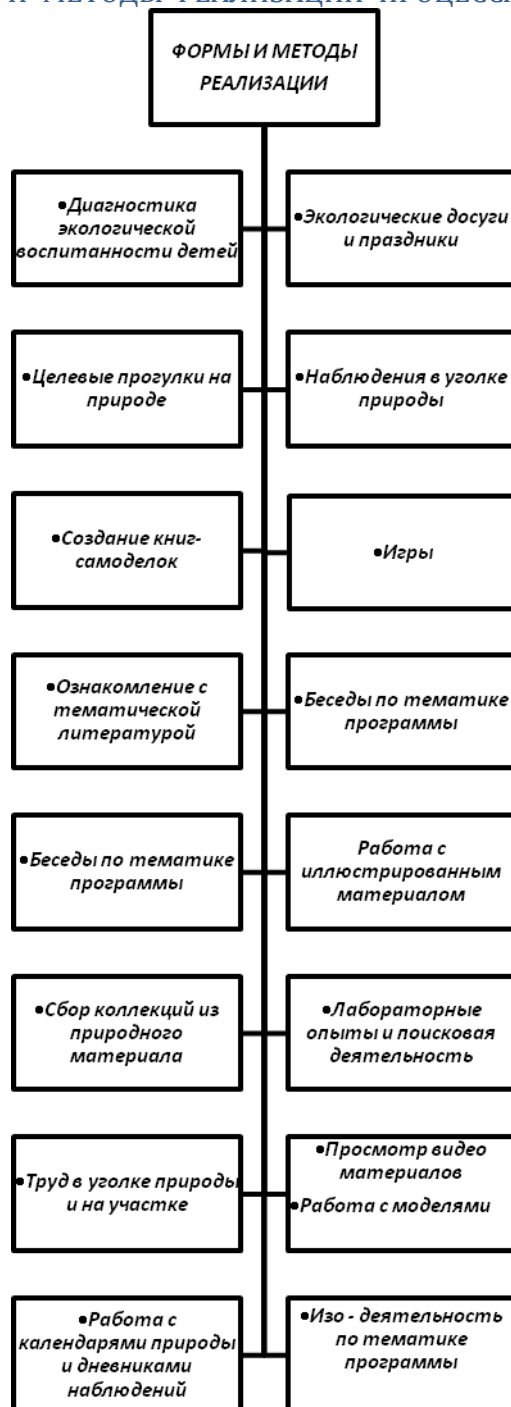 И МЕТОДЫ РЕАЛИЗАЦИИ ПРОЦЕССА
ФОРМЫ И МЕТОДЫ
РЕАЛИЗАЦИИ
•Диагностика
экологической
воспитанности детей
•Экологические досуги
и праздники
•Целевые прогулки на
природе
•Наблюдения в уголке
природы
•Создание книг-
самоделок
•Игры
•Ознакомление с
тематической
литературой
•Беседы по тематике
программы
•Беседы по тематике
программы
Работа с
иллюстрированным
материалом
•Сбор коллекций из
природного
материала
•Лабораторные
опыты и поисковая
деятельность
•Труд в уголке природы
и на участке
•Просмотр видео
материалов
•Работа с моделями
•Работа с
календарями природы
и дневниками
наблюдений
•Изо - деятельность
по тематике
программы